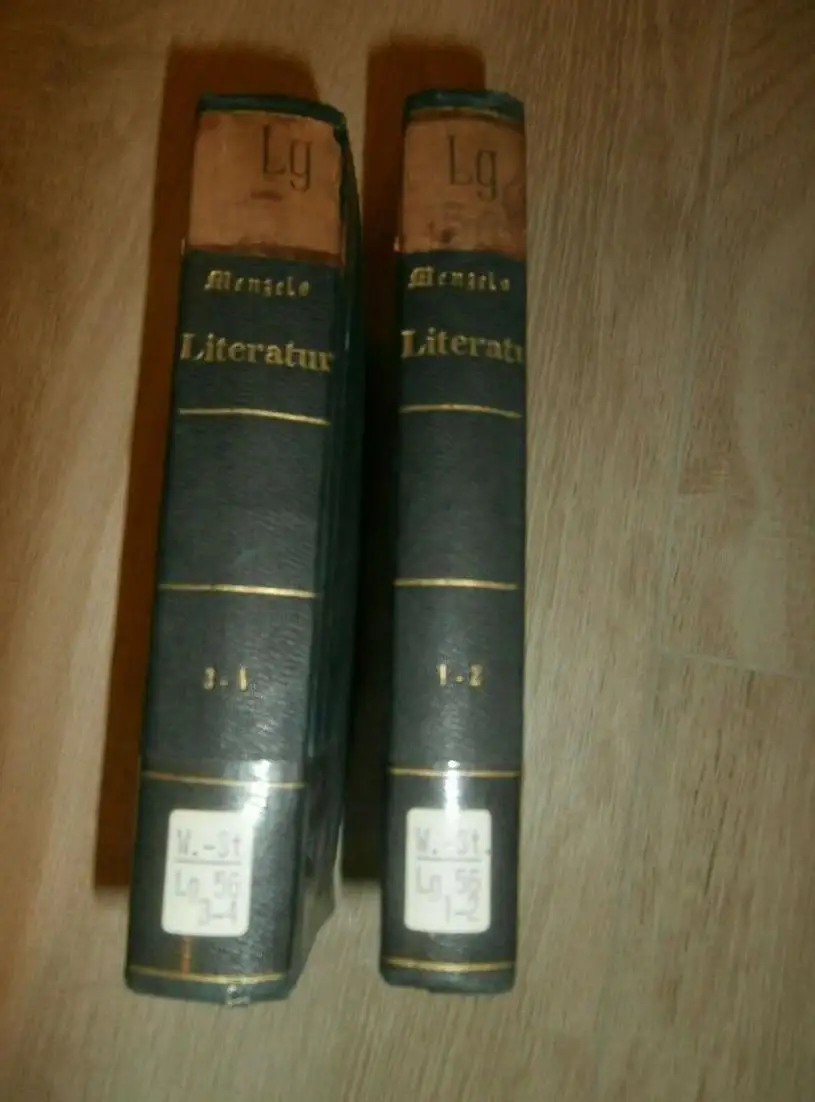 Lg
Menzels
Literatur
3-4
W.-St
Lg 56
3-4
Lg
Menzels
Literatu
1-2
W.-St.
Lg 56
1-2